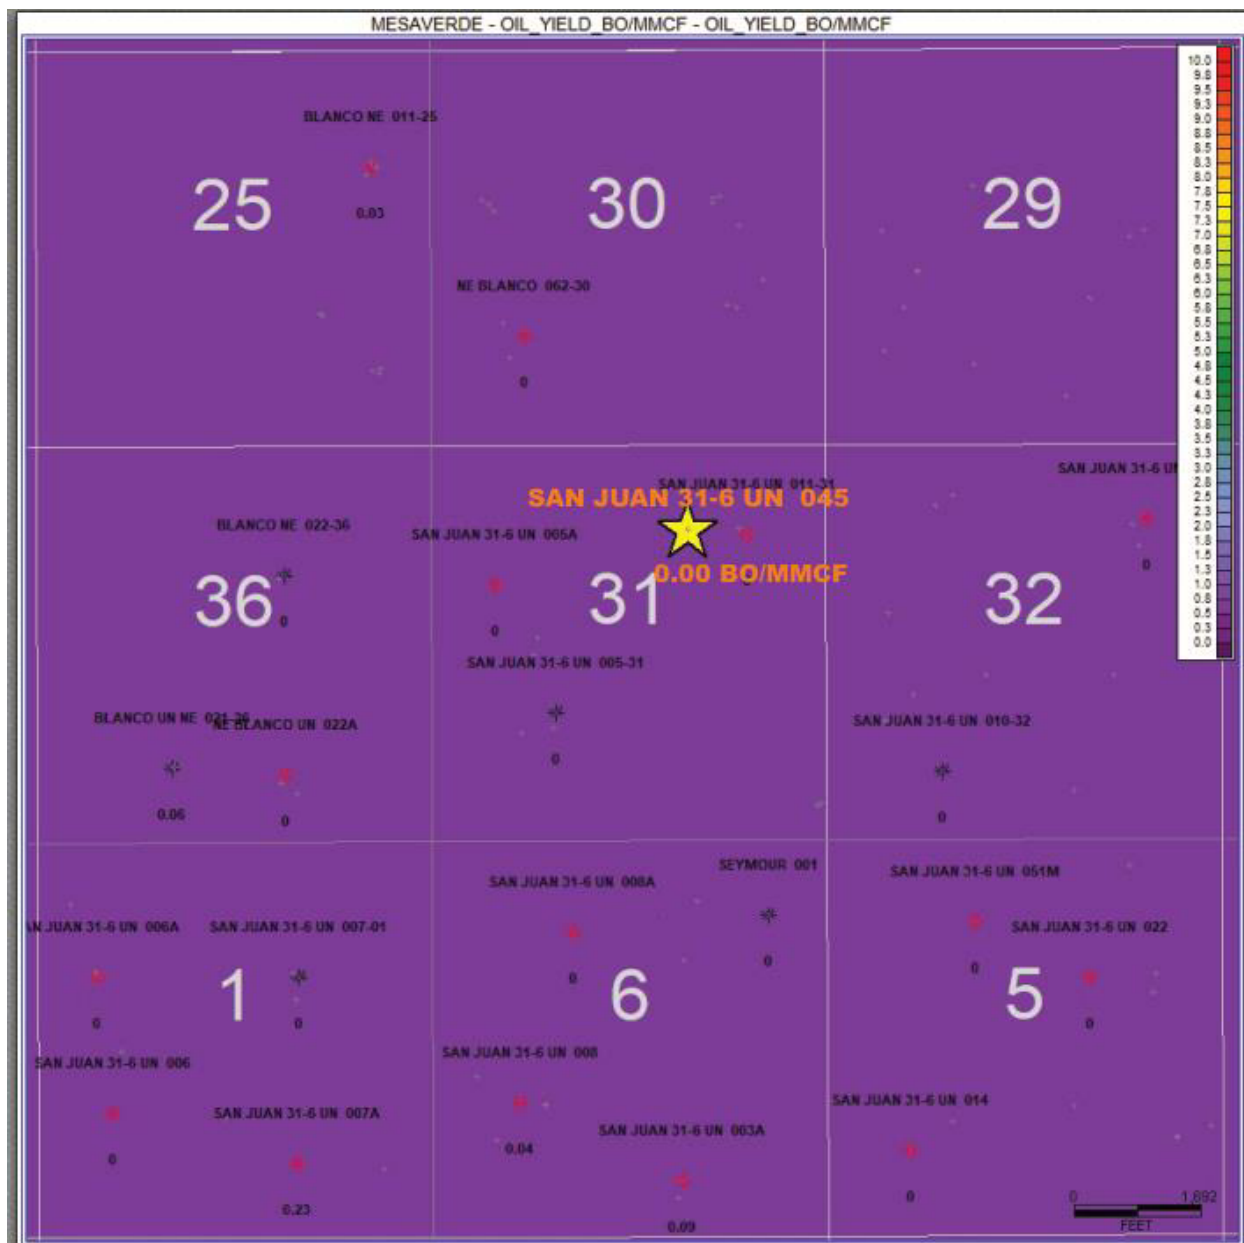 MESAVERDE - OIL_YIELD_BO/MMCF - OIL_YIELD_BO/MMCF
10.0
9.8
9.5
9.3
9.0
8.8
8.5
8.3
8.0
7.8
7.5
7.3
7.0
6.8
6.5
6.3
6.0
5.8
5.5
5.3
5.0
4.8
4.5
4.3
4.0
3.8
3.5
3.3
3.0
2.8
2.5
2.3
2.0
1.8
1.5
1.3
1.0
0.8
0.5
0.3
0.0
BLANCO NE 011-25
0.03
25
30
29
NE BLANCO 062-30
0
SAN JUAN 31-6 UN
0
SAN JUAN 31-6 UN 011-31
SAN JUAN 31-6 UN 045
0.00 BO/MMCF
BLANCO NE 022-36
0
SAN JUAN 31-6 UN 005A
0
36
31
32
SAN JUAN 31-6 UN 005-31
0
BLANCO UN NE 021-36
0.06
NE BLANCO UN 022A
0
SAN JUAN 31-6 UN 010-32
0
SEYMOUR 001
0
SAN JUAN 31-6 UN 008A
0
SAN JUAN 31-6 UN 051M
0
JUAN 31-6 UN 006A
0
SAN JUAN 31-6 UN 007-01
0
SAN JUAN 31-6 UN 022
0
1
6
5
SAN JUAN 31-6 UN 006
0
SAN JUAN 31-6 UN 008
0.04
SAN JUAN 31-6 UN 007A
0.23
SAN JUAN 31-6 UN 003A
0.09
SAN JUAN 31-6 UN 014
0
0 1,692
FEET